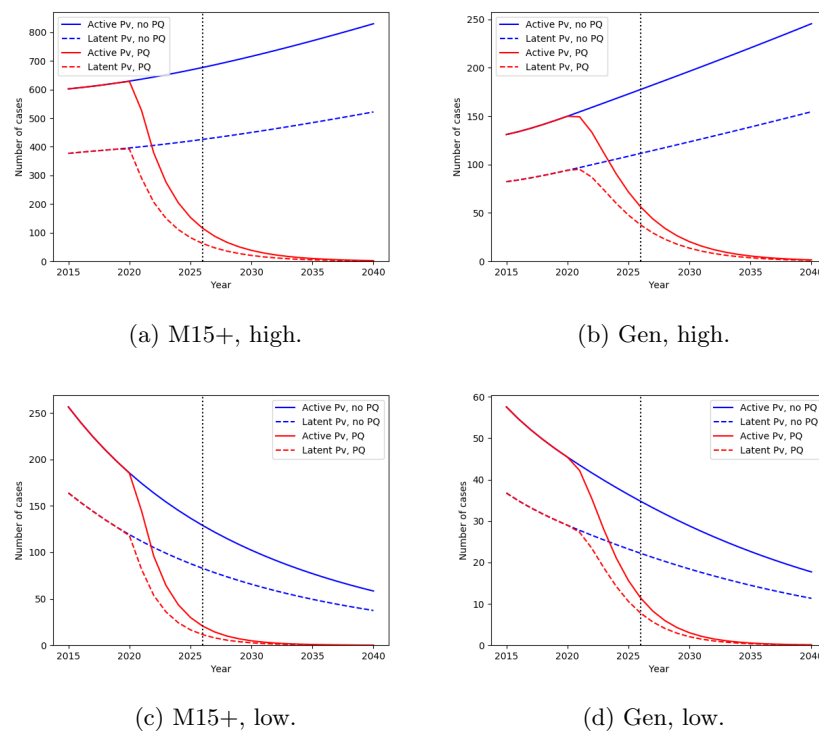 Active Pv, no PQ
Latent Pv, no PQ
Active Pv, PQ
Latent Pv, PQ
Number of cases
800
700
600
500
400
300
200
100
0
2015 2020 2025 2030 2035 2040
Year
(a) M15+, high.
Active Pv, no PQ
Latent Pv, no PQ
Active Pv, PQ
Latent Pv, PQ
Number of cases
250
200
150
100
50
0
2015 2020 2025 2030 2035 2040
Year
(b) Gen, high.
Active Pv, no PQ
Latent Pv, no PQ
Active Pv, PQ
Latent Pv, PQ
Number of cases
250
200
150
100
50
0
2015 2020 2025 2030 2035 2040
Year
(c) M15+, low.
Active Pv, no PQ
Latent Pv, no PQ
Active Pv, PQ
Latent Pv, PQ
Number of cases
60
50
40
30
20
10
0
2015 2020 2025 2030 2035 2040
Year
(d) Gen, low.